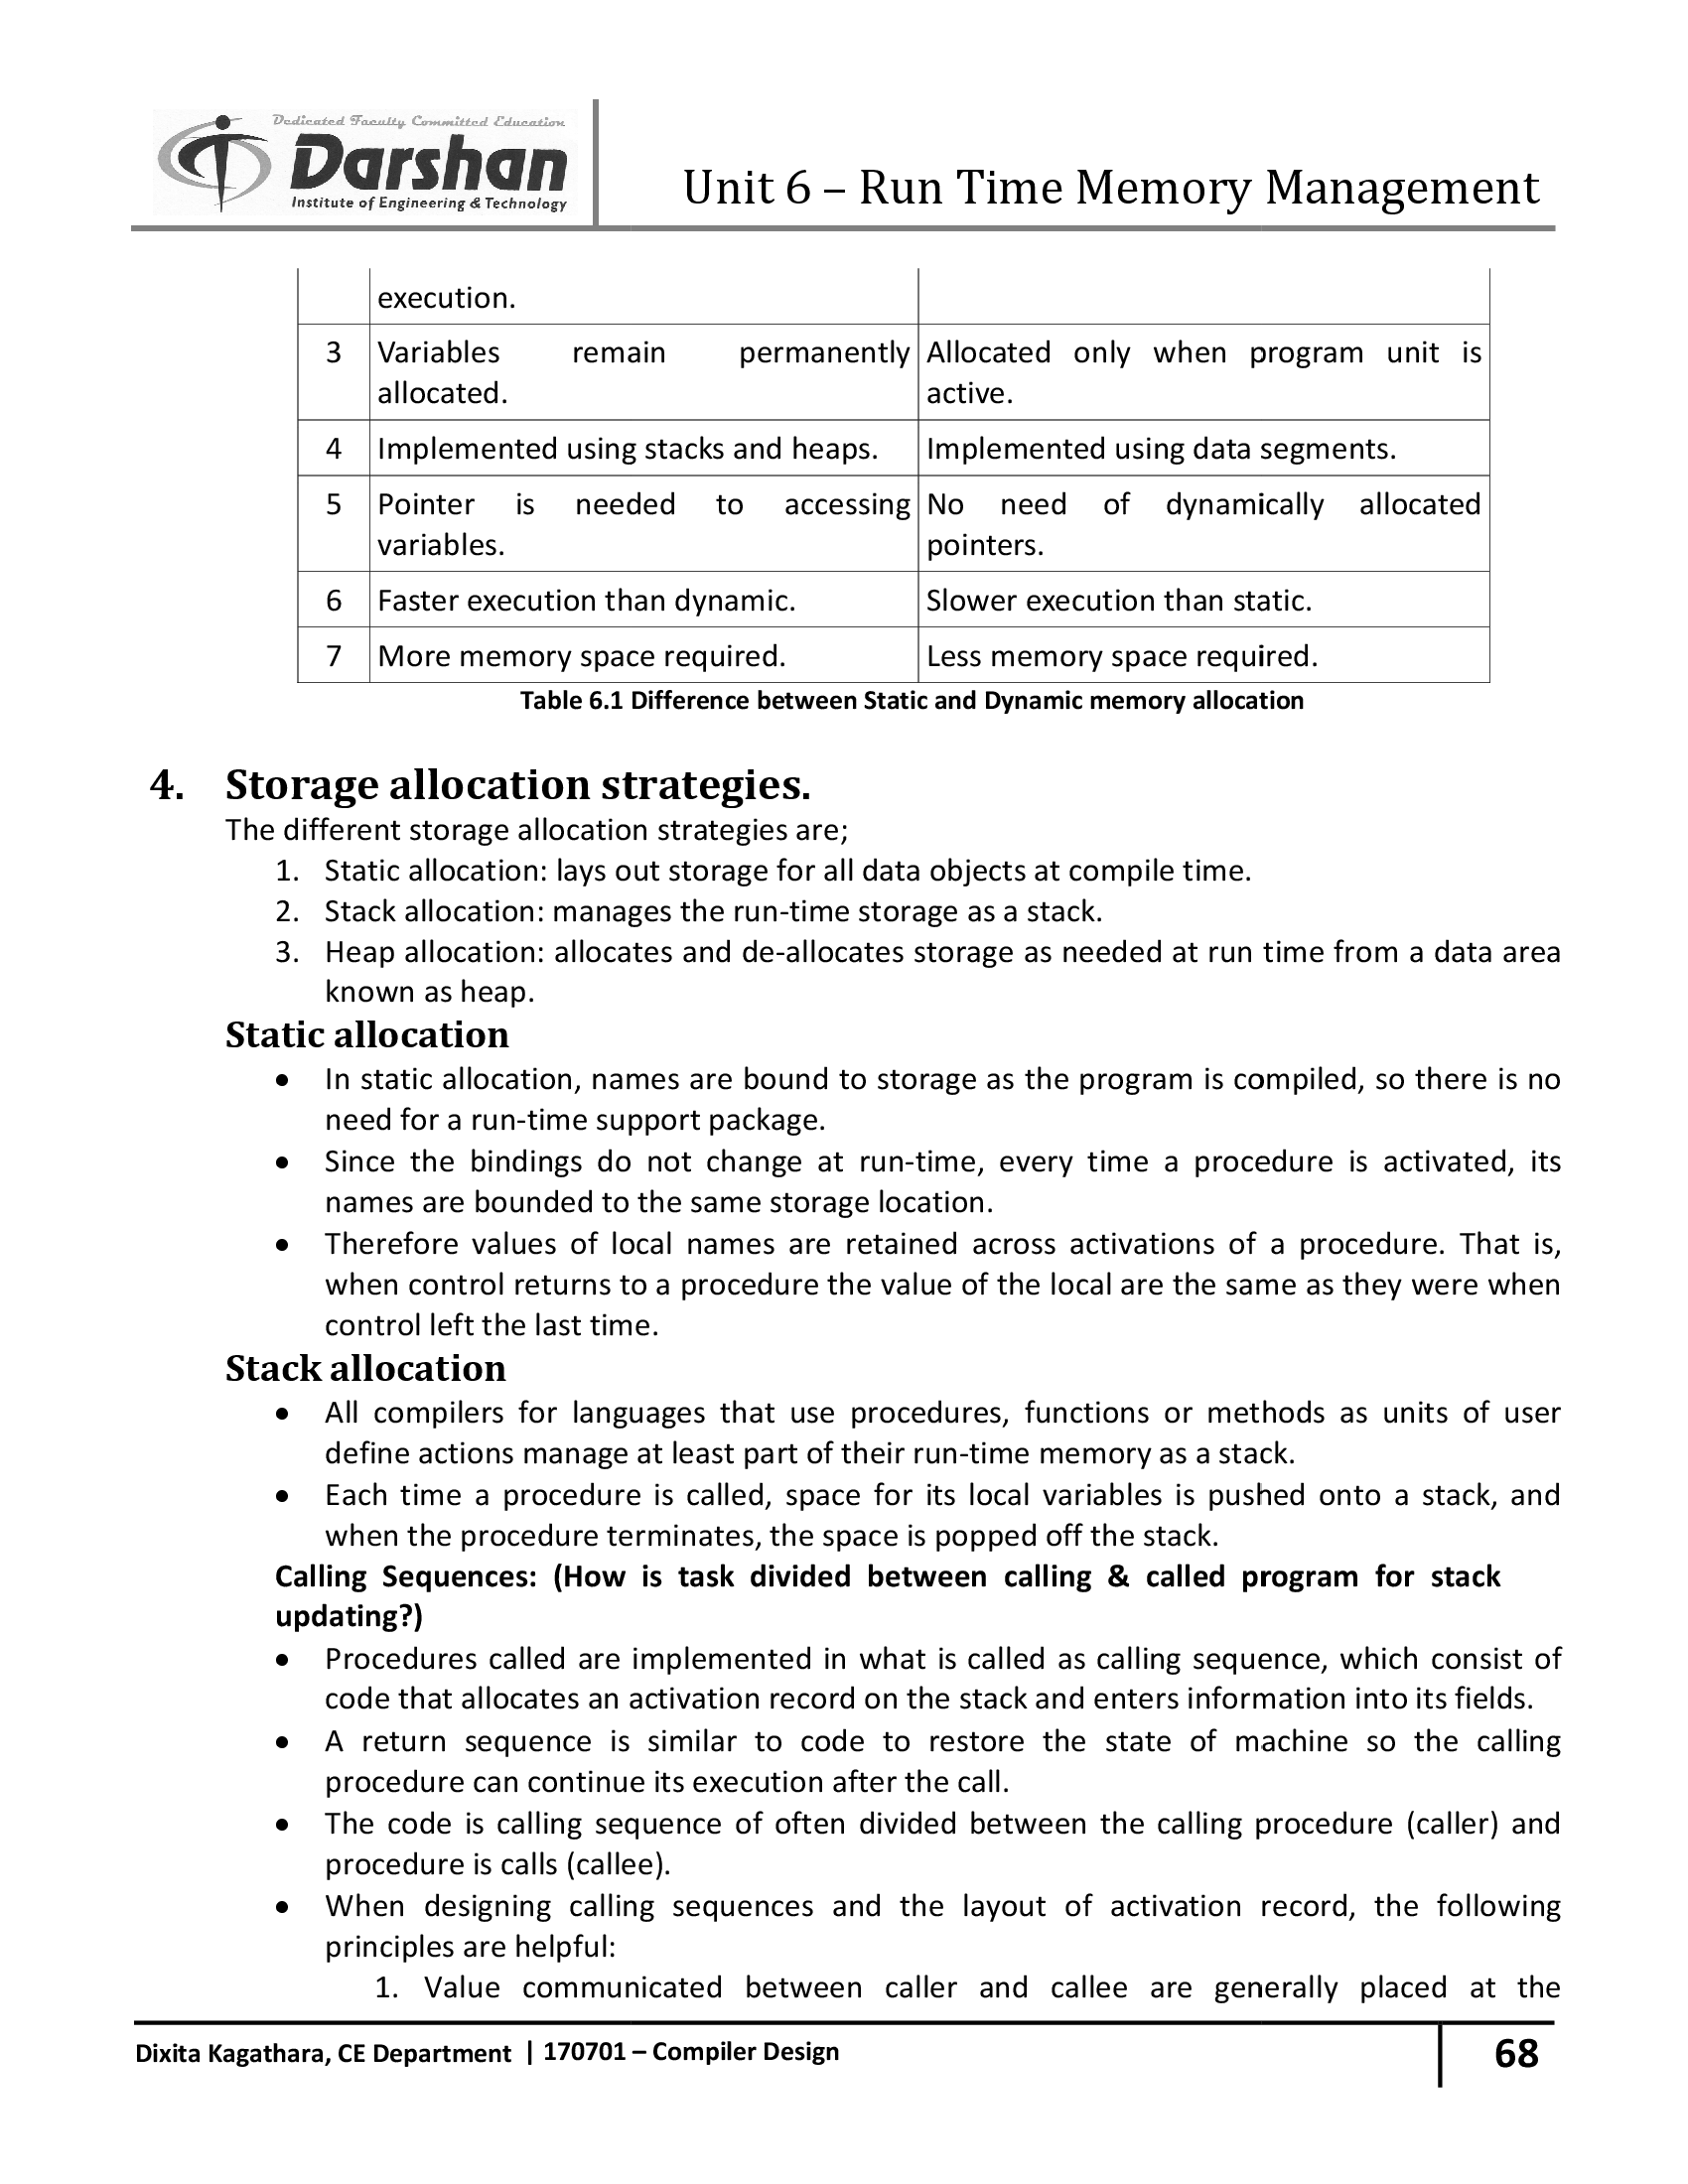 Dedicated Faculty Committed Education
Darshan
Institute of Engineering & Technology
Unit 6 – Run Time Memory Management
execution.
3 Variables remain permanently Allocated only when program unit is
allocated. active.
4 Implemented using stacks and heaps. Implemented using data segments.
5 Pointer is needed to accessing No need of dynamically allocated
variables. pointers.
6 Faster execution than dynamic. Slower execution than static.
7 More memory space required. Less memory space required.
Table 6.1 Difference between Static and Dynamic memory allocation
4. Storage allocation strategies.
The different storage allocation strategies are;
1. Static allocation: lays out storage for all data objects at compile time.
2. Stack allocation: manages the run-time storage as a stack.
3. Heap allocation: allocates and de-allocates storage as needed at run time from a data area
known as heap.
Static allocation
• In static allocation, names are bound to storage as the program is compiled, so there is no
need for a run-time support package.
• Since the bindings do not change at run-time, every time a procedure is activated, its
names are bounded to the same storage location.
• Therefore values of local names are retained across activations of a procedure. That is,
when control returns to a procedure the value of the local are the same as they were when
control left the last time.
Stack allocation
• All compilers for languages that use procedures, functions or methods as units of user
define actions manage at least part of their run-time memory as a stack.
• Each time a procedure is called, space for its local variables is pushed onto a stack, and
when the procedure terminates, the space is popped off the stack.
Calling Sequences: (How is task divided between calling & called program for stack
updating?)
• Procedures called are implemented in what is called as calling sequence, which consist of
code that allocates an activation record on the stack and enters information into its fields.
• A return sequence is similar to code to restore the state of machine so the calling
procedure can continue its execution after the call.
• The code is calling sequence of often divided between the calling procedure (caller) and
procedure is calls (callee).
• When designing calling sequences and the layout of activation record, the following
principles are helpful:
1. Value communicated between caller and callee are generally placed at the
Dixita Kagathara, CE Department | 170701 – Compiler Design 68